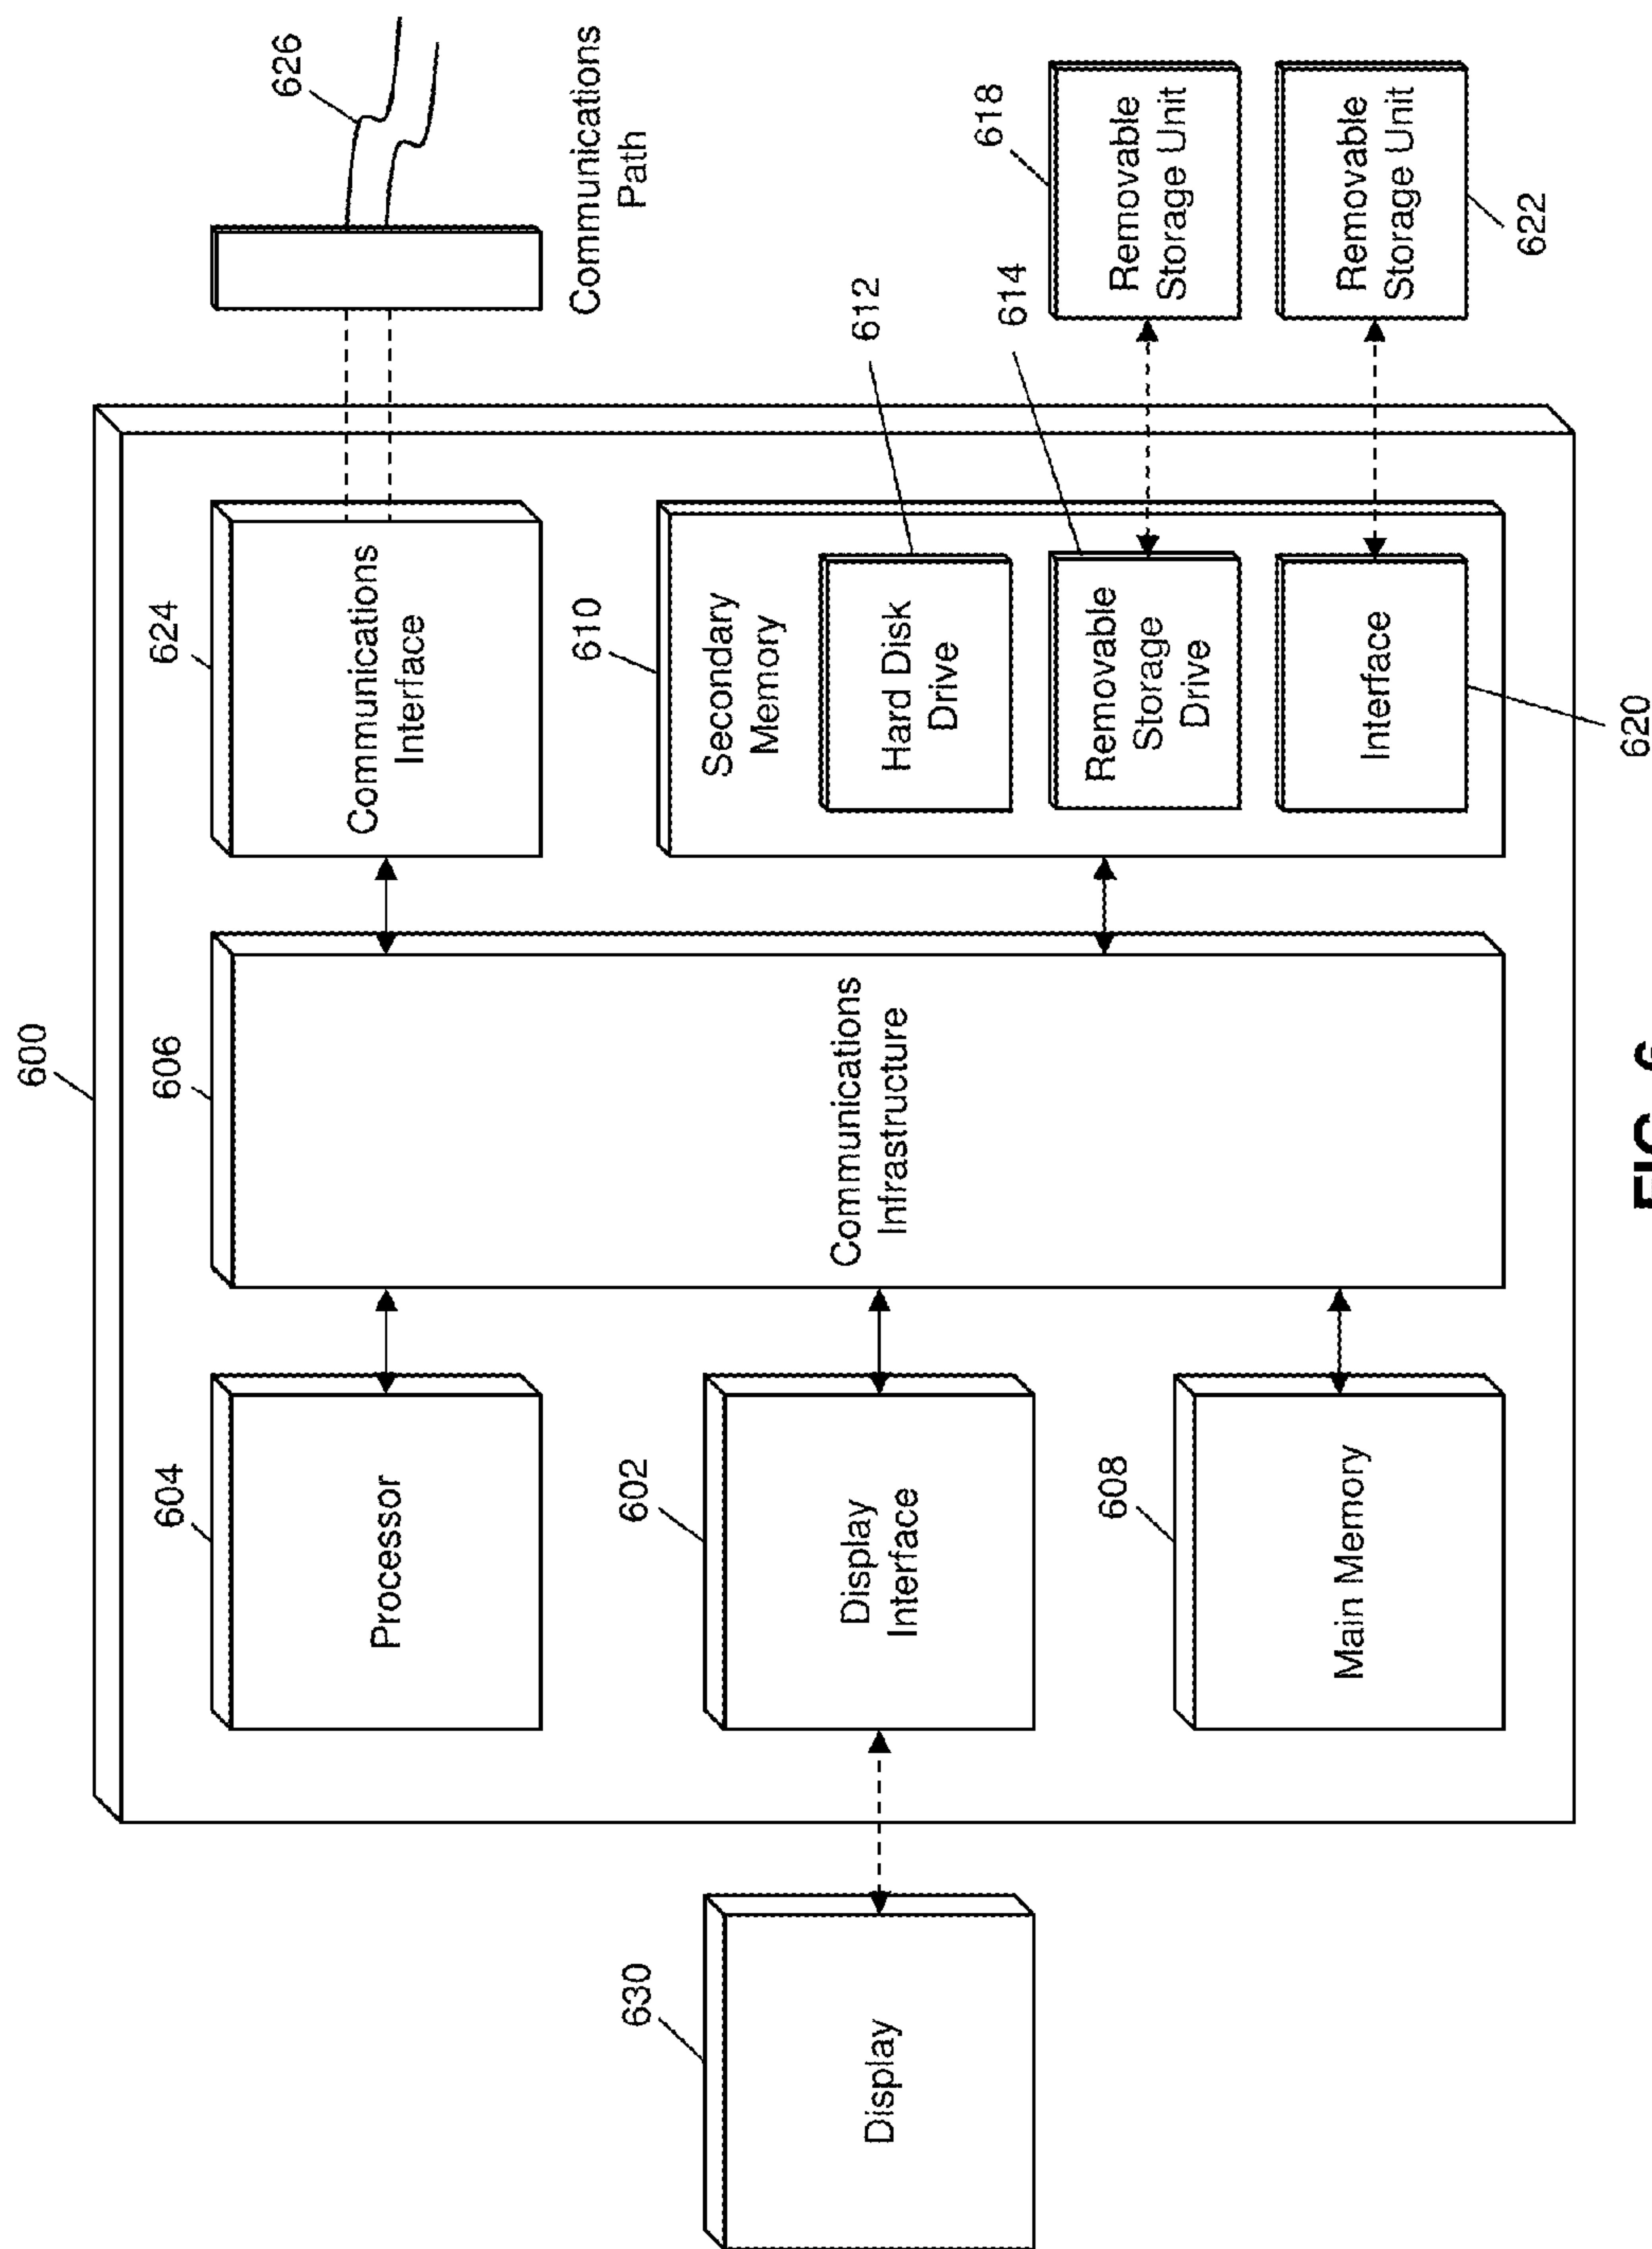 600
604
Processor
602
Display
Interface
608
Main Memory
630
Display
606
Communications
Infrastructure
624
Communications
Interface
610
Secondary
Memory
612
Hard Disk
Drive
614
Removable
Storage
Drive
620
Interface
626
Communications
Path
618
Removable
Storage Unit
622
Removable
Storage Unit